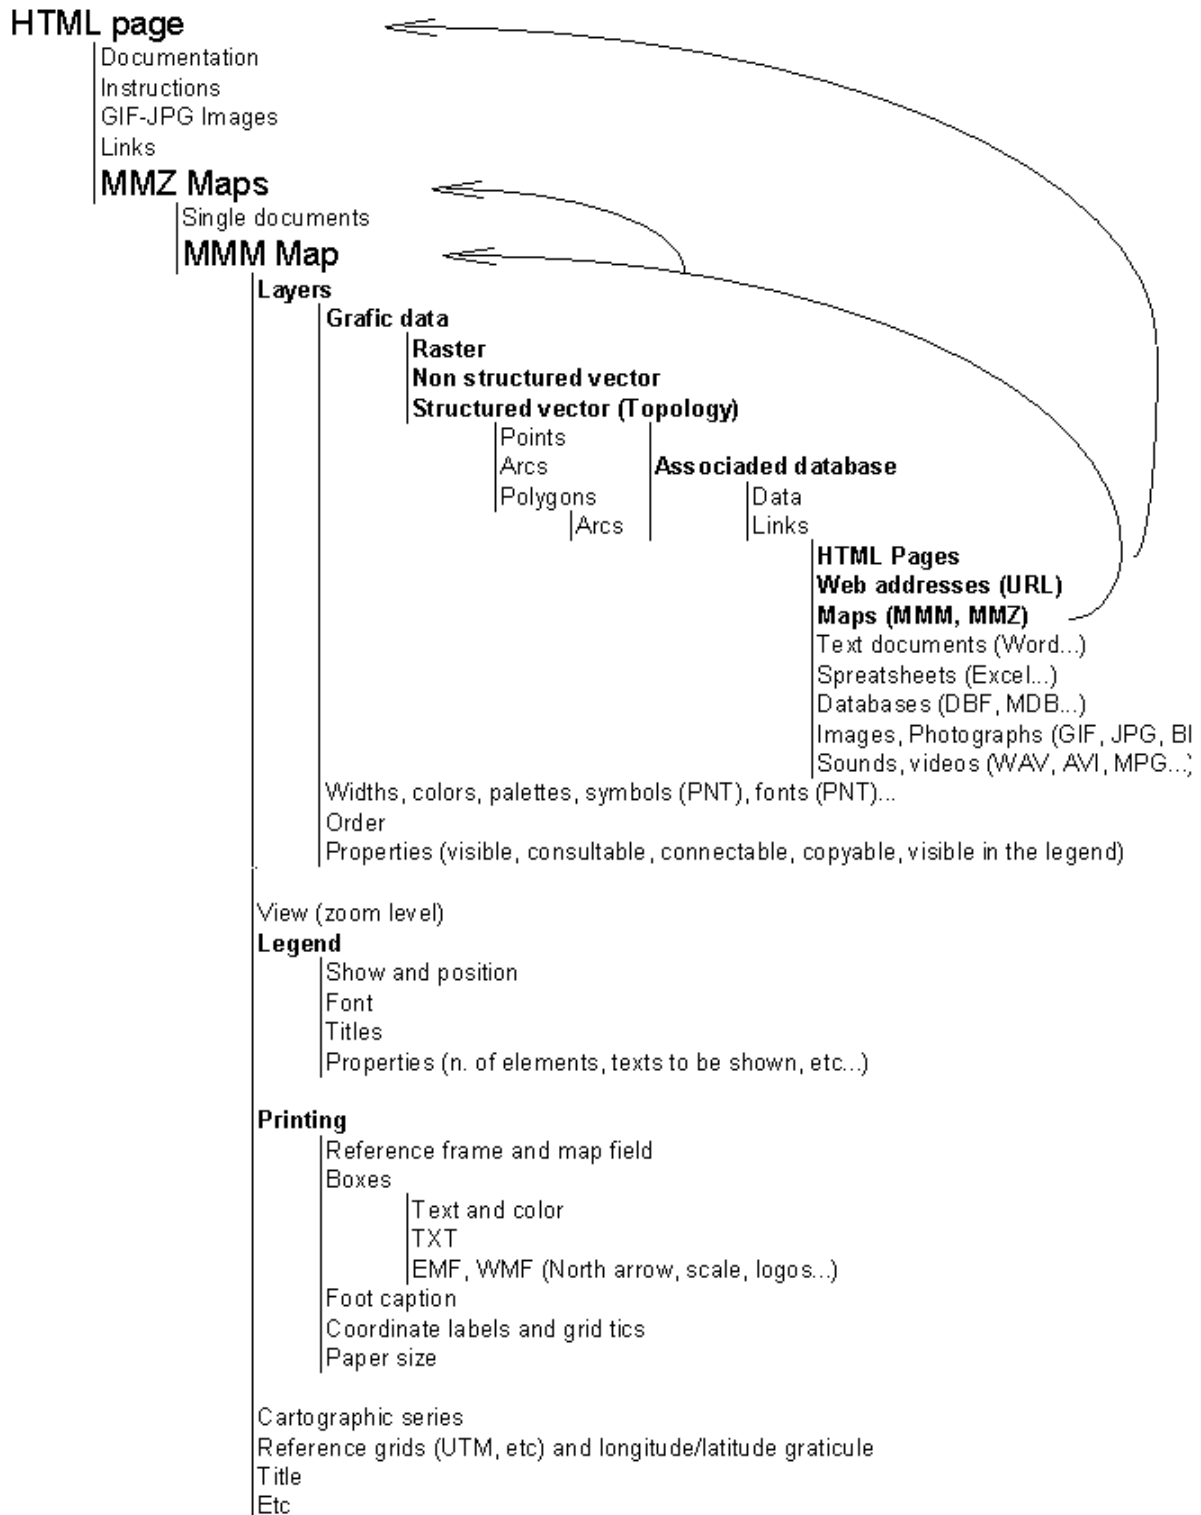 HTML page
Documentation
Instructions
GIF-JPG Images
Links
MMZ Maps
Single documents
MMM Map
Layers
Grafic data
Raster
Non structured vector
Structured vector (Topology)
Points
Arcs
Associaded database
Polygons
Data
Arcs
Links
HTML Pages
Web addresses (URL)
Maps (MMM, MMZ)
Text documents (Word...)
Spreatsheets (Excel...)
Databases (DBF, MDB...)
Images, Photographs (GIF, JPG,
Sounds, videos (WAV, AVI, MPG...)
Widths, colors, palettes, symbols (PNT), fonts (PNT)...
Order
Properties (visible, consultable, connectable, copyable, visible in the legend)
View (zoom level)
Legend
Show and position
Font
Titles
Properties (n. of elements, texts to be shown, etc...)
Printing
Reference frame and map field
Boxes
Text and color
TXT
EMF, WMF (North arrow, scale, logos...)
Foot caption
Coordinate labels and grid tics
Paper size
Cartographic series
Reference grids (UTM, etc) and longitude/latitude graticule
Title
Etc